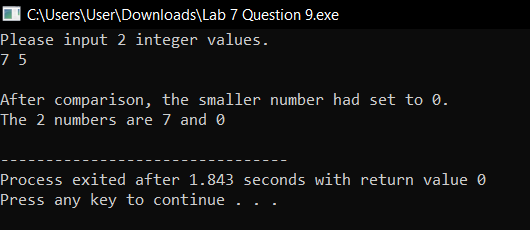 C:\Users\User\Downloads\Lab 7 Question 9.exe
Please input 2 integer values.
7 5
After comparison, the smaller number had set to 0.
The 2 numbers are 7 and 0
--------------------------------
Process exited after 1.843 seconds with return value 0
Press any key to continue . . .